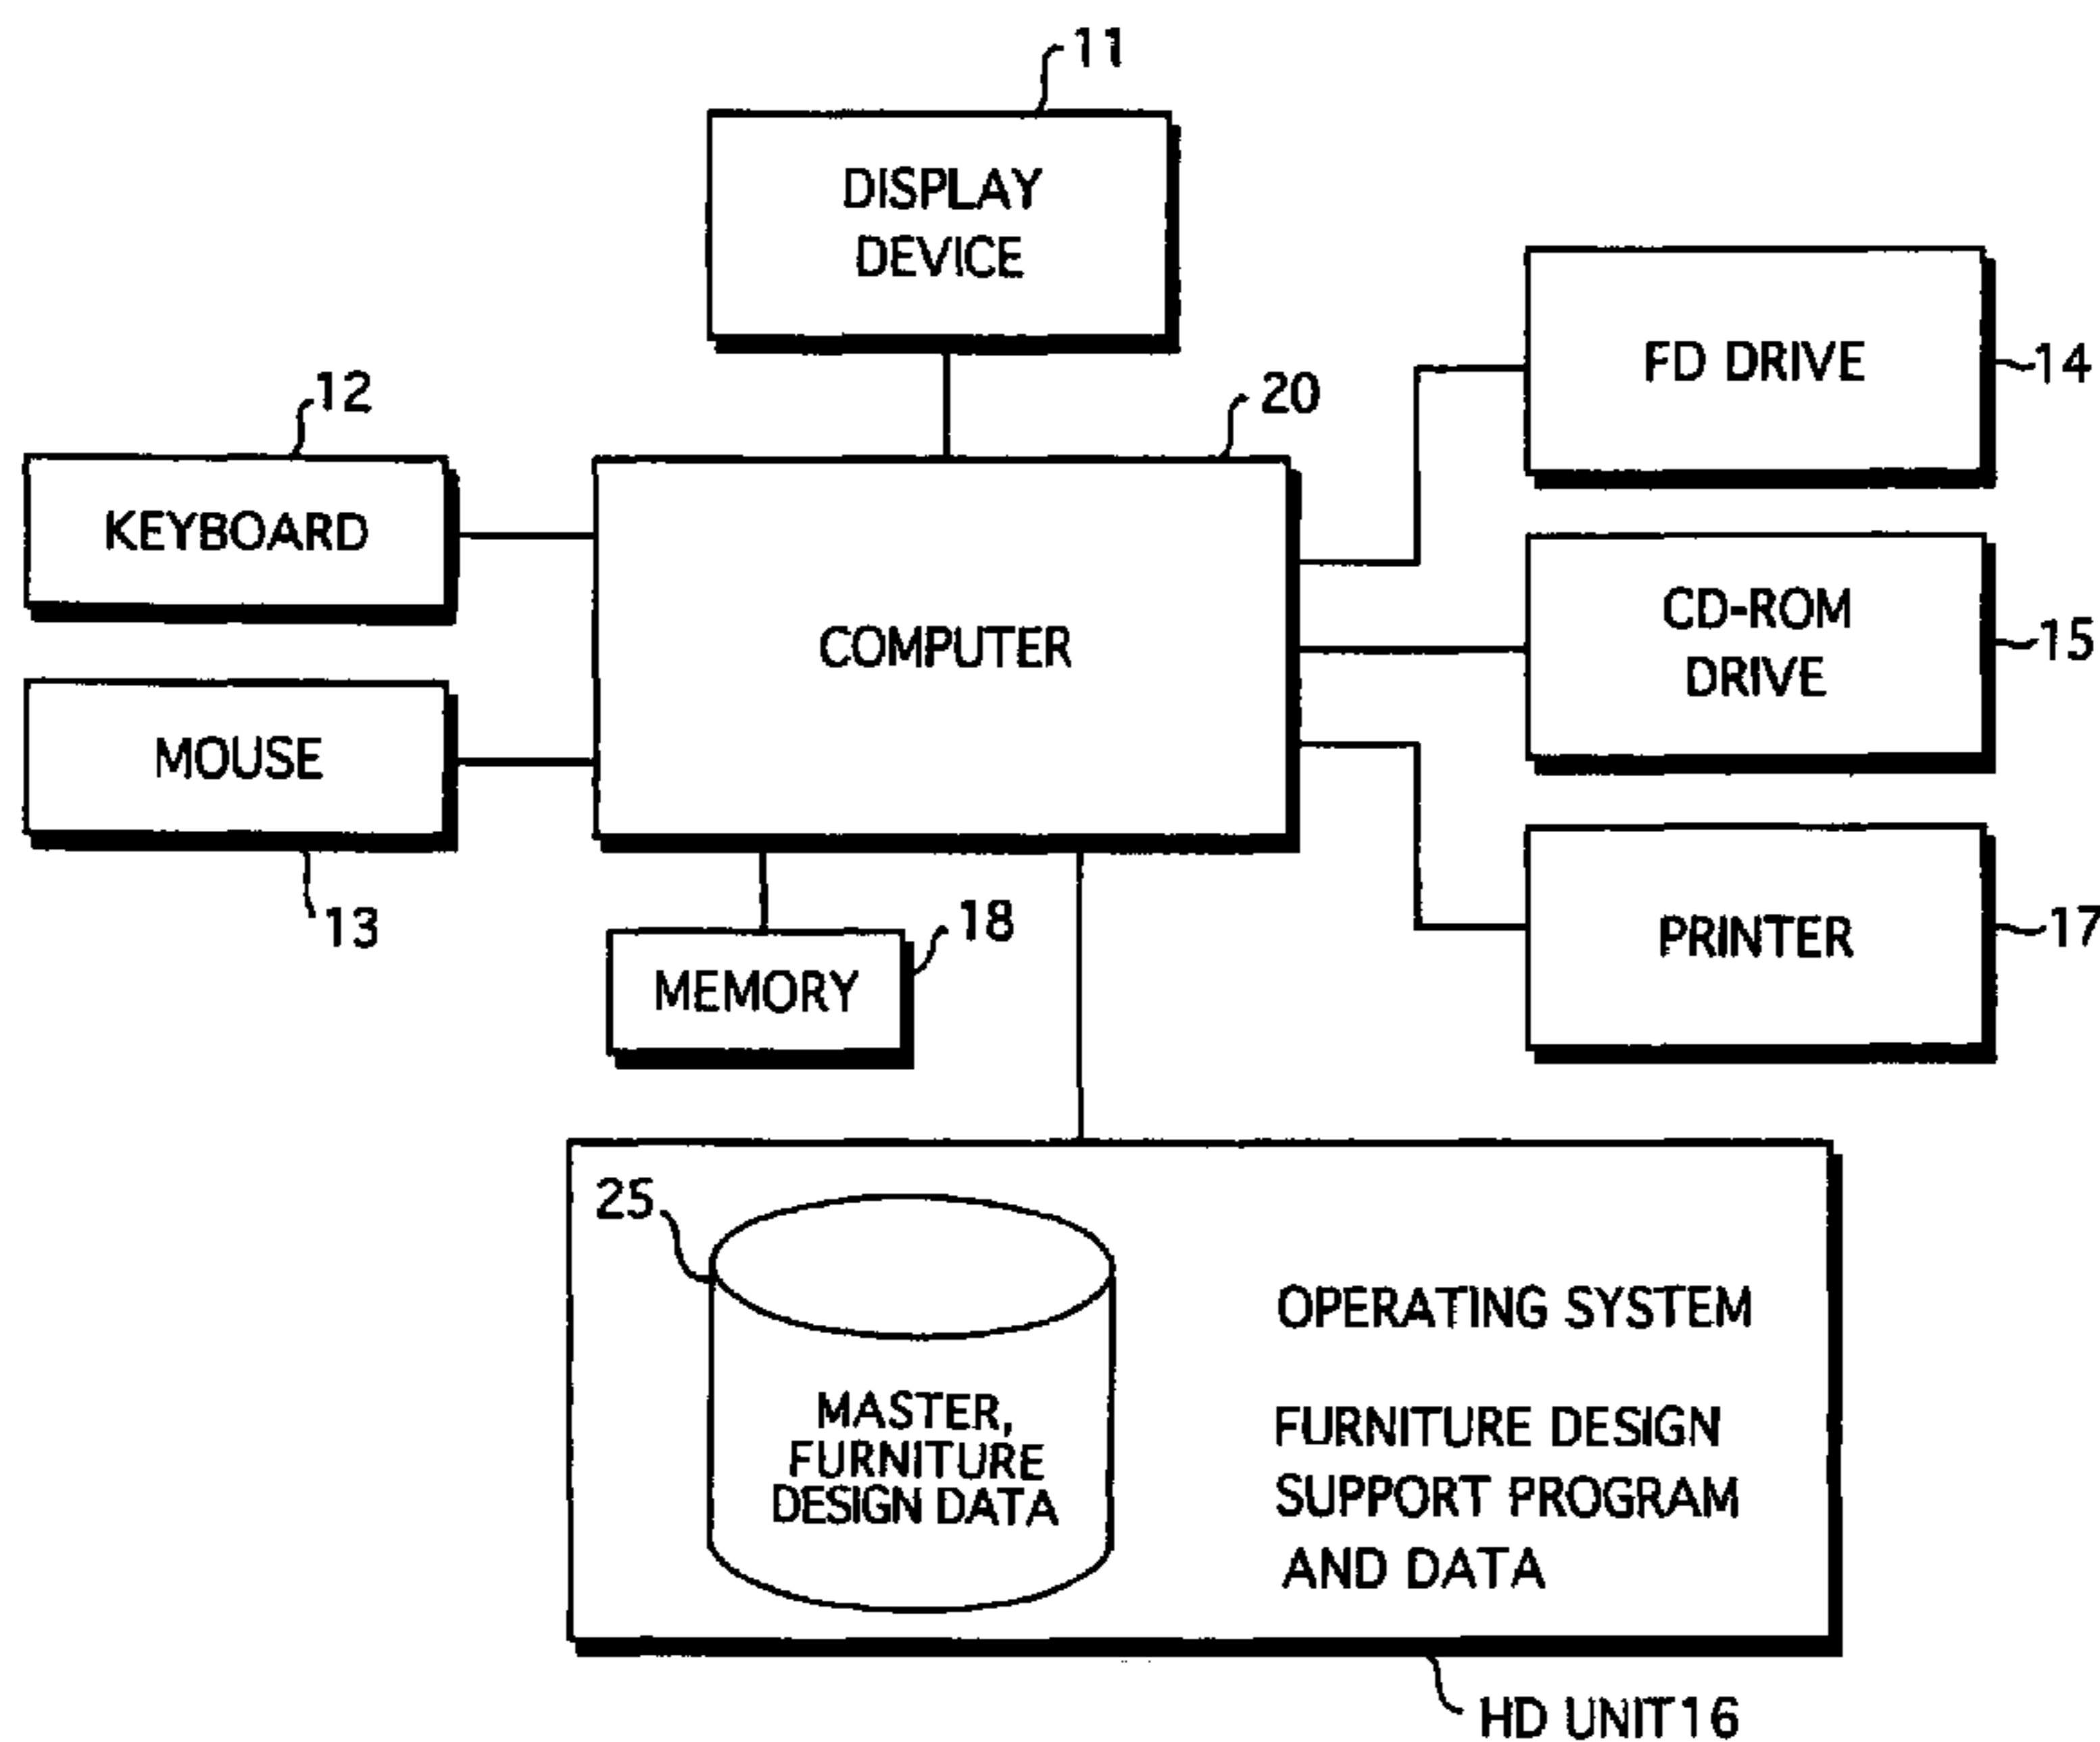 11
DISPLAY
DEVICE
FD DRIVE
14
12
20
KEYBOARD
COMPUTER
CD-ROM
DRIVE
15
MOUSE
13
MEMORY
18
PRINTER
17
25
MASTER,
FURNITURE
DESIGN DATA
OPERATING SYSTEM
FURNITURE DESIGN
SUPPORT PROGRAM
AND DATA
HD UNIT16